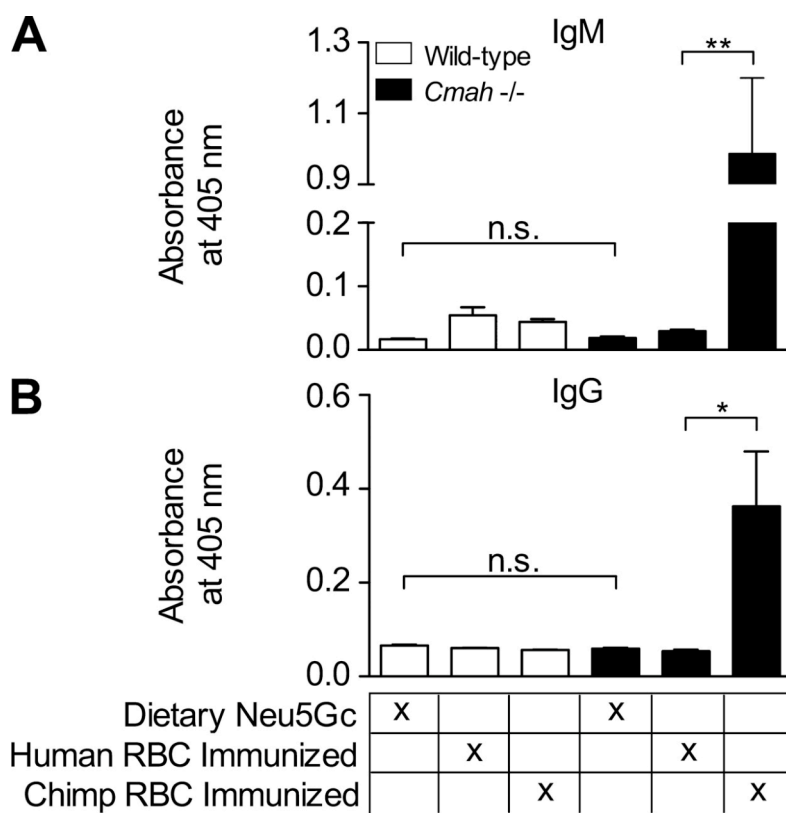 A
IgM
1.3
Wild-type
**
Cmah -/-
1.1
Absorbance
at 405 nm
0.9
0.2
n.s.
0.1
0.0
B
IgG
0.6
*
Absorbance
at 405 nm
0.4
n.s.
0.2
0.0
Dietary Neu5Gc x x
Human RBC Immunized x x
Chimp RBC Immunized x x